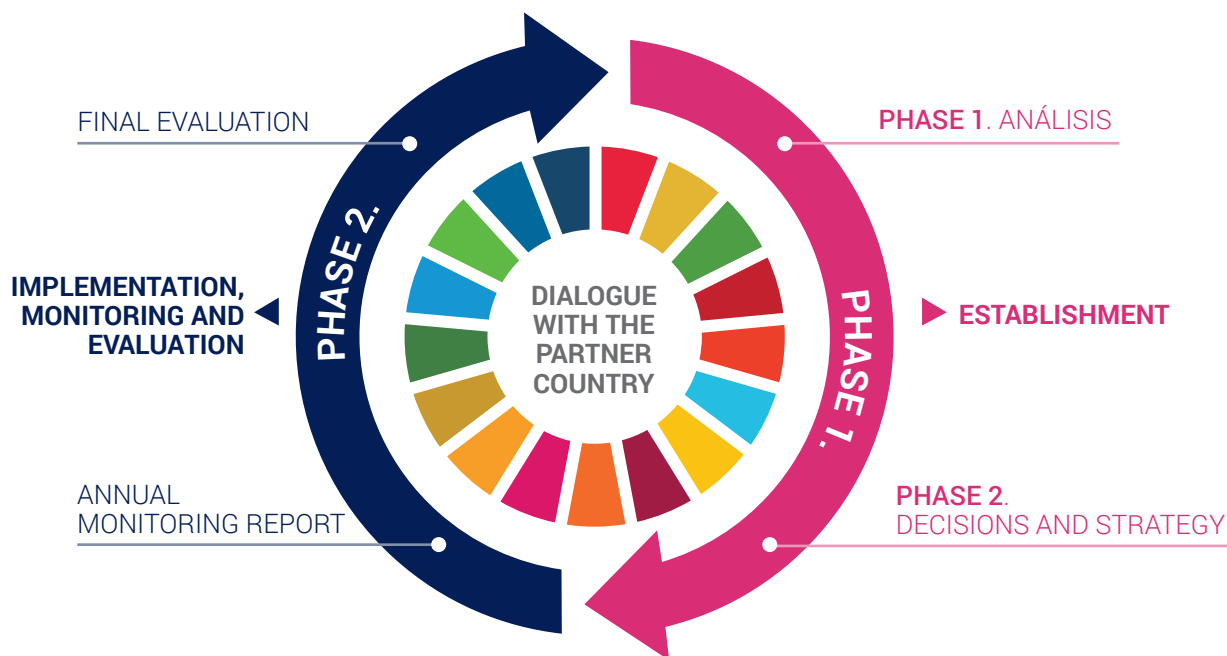 FINAL EVALUATION
PHASE 1. ANÁLISIS
PHASE 2.
IMPLEMENTATION,
MONITORING AND
EVALUATION
DIALOGUE
WITH THE
PARTNER
COUNTRY
PHASE 1.
ESTABLISHMENT
ANNUAL
MONITORING REPORT
PHASE 2.
DECISIONS AND STRATEGY